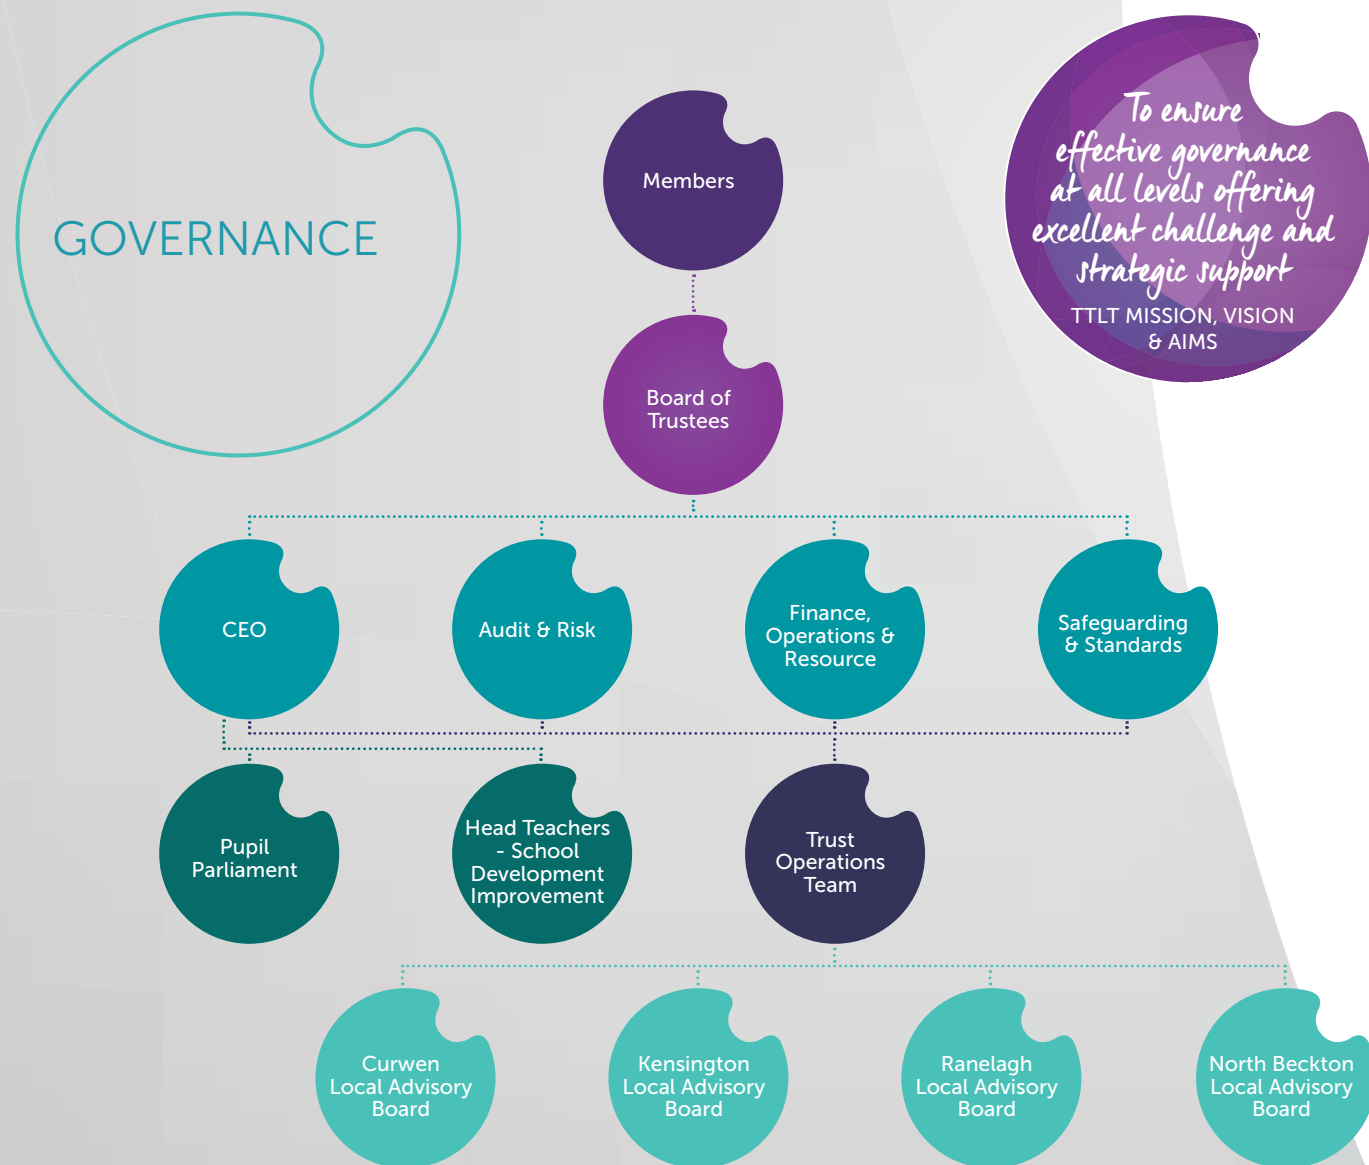 GOVERNANCE
To ensure
effective governance
at all levels offering
excellent challenge and
strategic support
TTLT MISSION, VISION
& AIMS
Members
Board of
Trustees
CEO
Audit & Risk
Finance,
Operations &
Resource
Safeguarding
& Standards
Pupil
Parliament
Head Teachers
- School
Development
Improvement
Trust
Operations
Team
Curwen
Local Advisory
Board
Kensington
Local Advisory
Board
Ranelagh
Local Advisory
Board
North Beckton
Local Advisory
Board